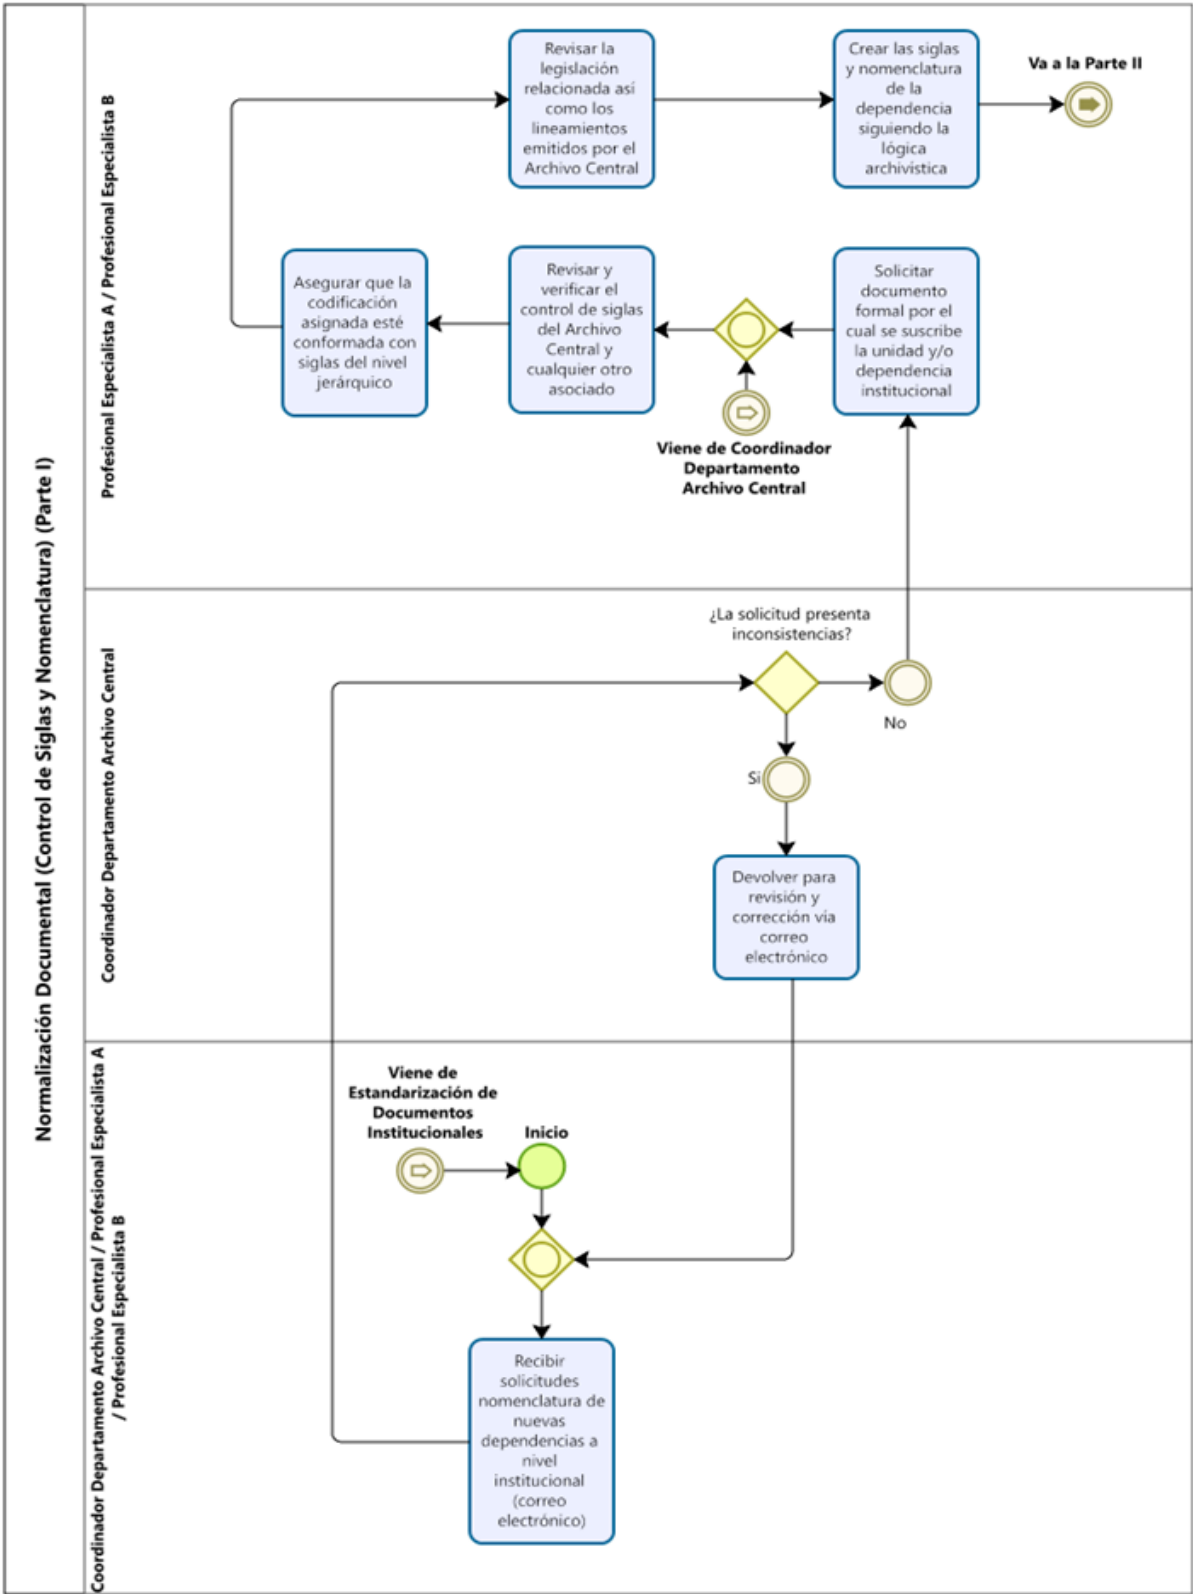 Normalización Documental (Control de Siglas y Nomenclatura) (Parte I)
Profesional Especialista A / Profesional Especialista B
Revisar la
legislación
relacionada así
como los
lineamientos
emitidos por el
Archivo Central
Crear las siglas
y nomenclatura
de la
dependencia
siguiendo la
lógica
archivística
Va a la Parte II
Asegurar que la
codificación
asignada esté
conformada con
siglas del nivel
jerárquico
Revisar y
verificar el
control de siglas
del Archivo
Central y
cualquier otro
asociado
Solicitar
documento
formal por el
cual se suscribe
la unidad y/o
dependencia
institucional
Viene de Coordinador
Departamento
Archivo Central
Coordinador Departamento Archivo Central
¿La solicitud presenta
inconsistencias?
No
Si
Devolver para
revisión y
corrección vía
correo
electrónico
Coordinador Departamento Archivo Central / Profesional Especialista A
/ Profesional Especialista B
Viene de
Estandarización de
Documentos
Institucionales
Inicio
Recibir
solicitudes
nomenclatura de
nuevas
dependencias a
nivel
institucional
(correo
electrónico)